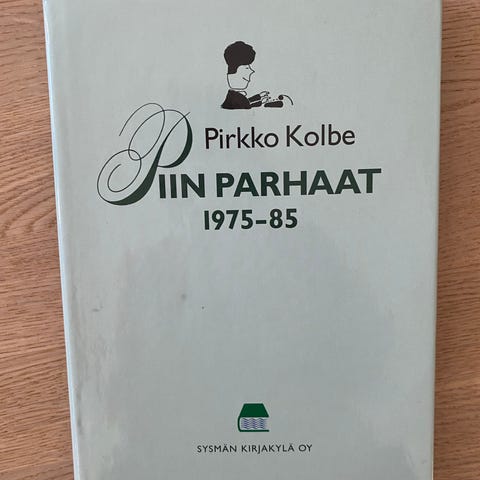 Pirkko Kolbe
PIIN PARHAAT
1975-85
SYSMÄN KIRJAKYLÄ OY